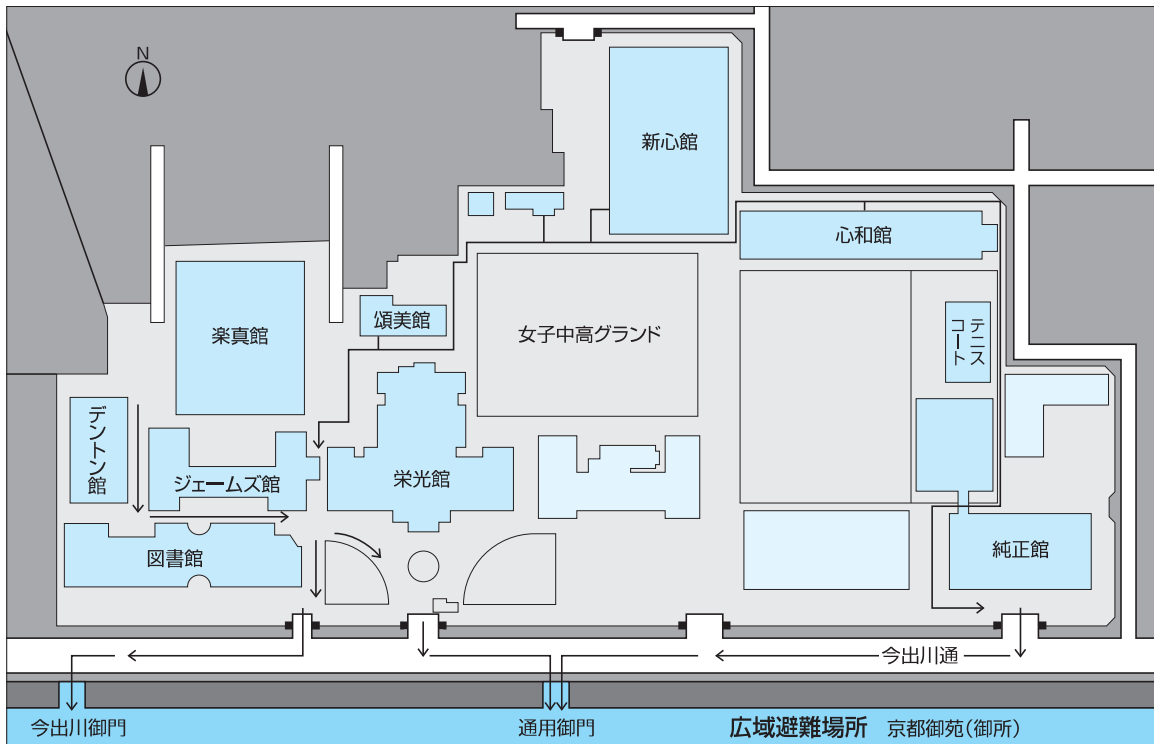 N
新心館
心和館
楽真館
頌美館
女子中高グランド
テニス
コート
デントン館
ジェームズ館
栄光館
図書館
純正館
今出川通
今出川御門
通用御門
広域避難場所 京都御苑(御所)